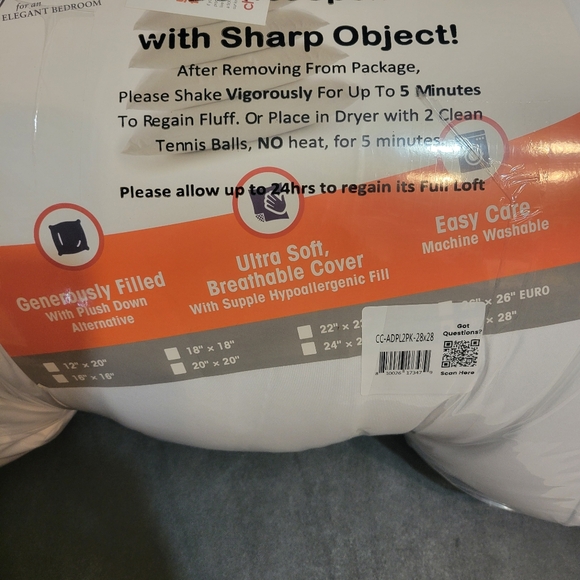 for an
ELEGANT BEDROOM
with Sharp Object!
After Removing From Package,
Please Shake Vigorously For Up To 5 Minutes
To Regain Fluff. Or Place in Dryer with 2 Clean
Tennis Balls, NO heat, for 5 minutes.
Please allow up to 24hrs to regain its Full Loft
Generously Filled
With Plush Down
Alternative
Ultra Soft,
Breathable Cover
With Supple Hypoallergenic Fill
Easy Care
Machine Washable
12" x 20"
16" x 16"
18" x 18"
20" x 20"
22" x
24" x
x 26" EURO
x 28"
CC-ADPL2PK-28x28
Got
Questions?
Scan Here